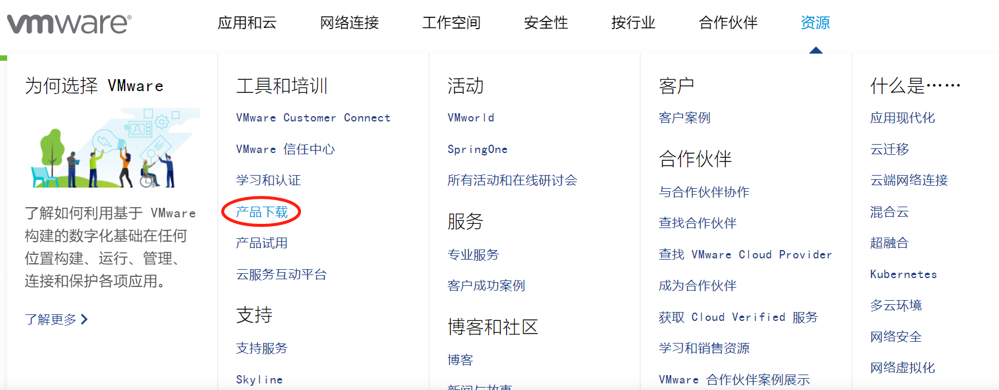 vmware®
应用和云
网络连接
工作空间
安全性
按行业
合作伙伴
资源
为何选择 VMware
了解如何利用基于 VMware
构建的数字化基础在任何
位置构建、运行、管理、
连接和保护各项应用。
了解更多
工具和培训
VMware Customer Connect
VMware 信任中心
学习和认证
产品下载
产品试用
云服务互动平台
支持
支持服务
Skyline
活动
VMworld
SpringOne
所有活动和在线研讨会
服务
专业服务
客户成功案例
博客和社区
博客
新闻与故事
客户
客户案例
合作伙伴
与合作伙伴协作
查找合作伙伴
查找 VMware Cloud Provider
成为合作伙伴
获取 Cloud Verified 服务
学习和销售资源
VMware 合作伙伴案例展示
什么是……
应用现代化
云迁移
云端网络连接
混合云
超融合
Kubernetes
多云环境
网络安全
网络虚拟化